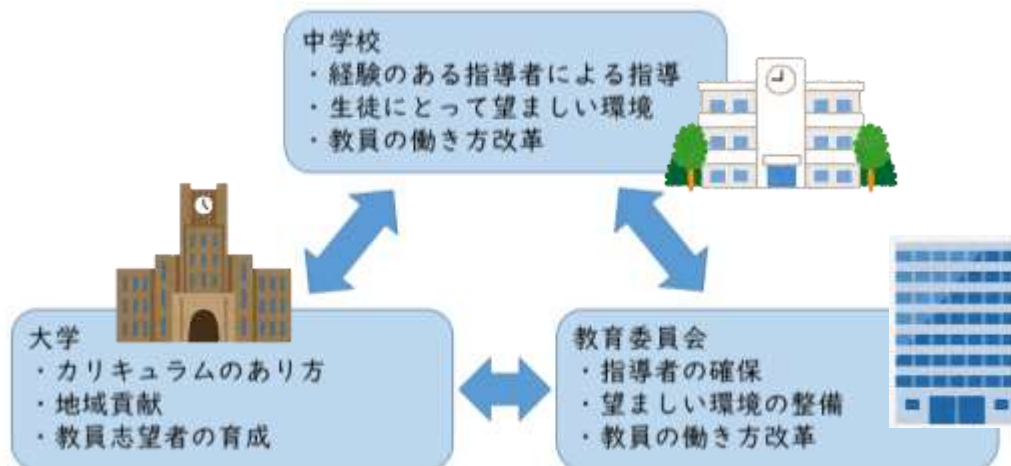 中学校
・経験のある指導者による指導
・生徒にとって望ましい環境
・教員の働き方改革
大学
・カリキュラムのあり方
・地域貢献
・教員志望者の育成
教育委員会
・指導者の確保
・望ましい環境の整備
・教員の働き方改革